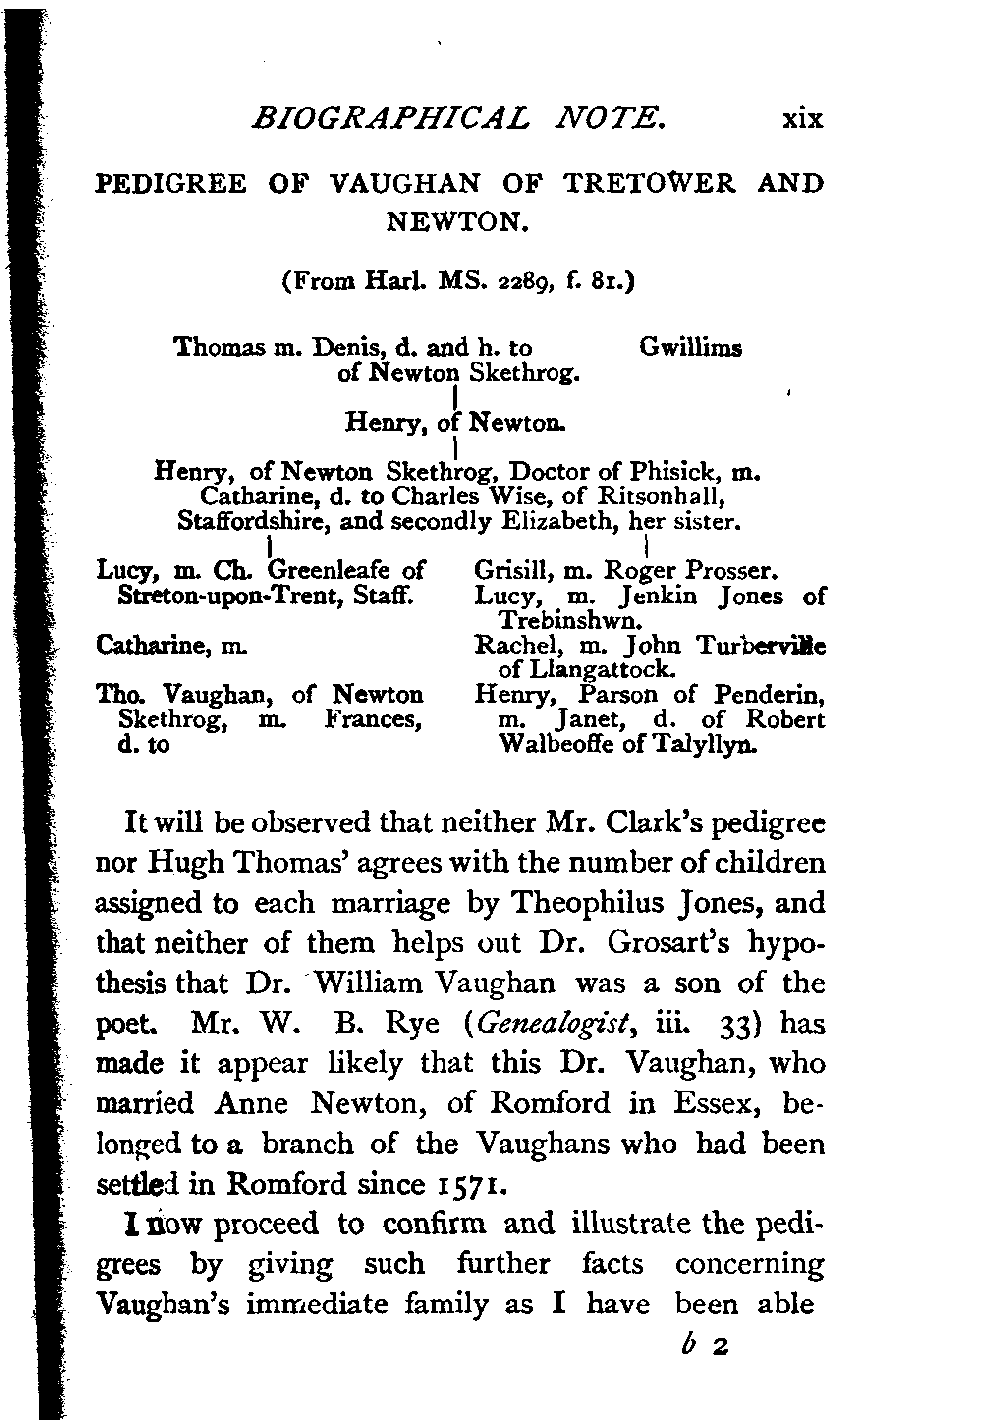 BIOGRAPHICAL NOTE. xix
PEDIGREE OF VAUGHAN OF TRETOWER AND
NEWTON.
(From Harl. MS. 2289, f. 81.)
Thomas m. Denis, d. and h. to Gwillims
of Newton Skethrog.
Henry, of Newton.
Henry, of Newton Skethrog, Doctor of Phisick, m.
Catharine, d. to Charles Wise, of Ritsonhall,
Staffordshire, and secondly Elizabeth, her sister.
Lucy, m. Ch. Greenleafe of
Streton-upon-Trent, Staff.
Catharine, m.
Tho. Vaughan, of Newton
Skethrog, m. Frances,
d. to
Grisill, m. Roger Prosser.
Lucy, m. Jenkin Jones of
Trebinshwn.
Rachel, m. John Turberville
of Llangattock.
Henry, Parson of Penderin,
m. Janet, d. of Robert
Walbeoffe of Talyllyn.
It will be observed that neither Mr. Clark's pedigree
nor Hugh Thomas' agrees with the number of children
assigned to each marriage by Theophilus Jones, and
that neither of them helps out Dr. Grosart's hypo-
thesis that Dr. William Vaughan was a son of the
poet. Mr. W. B. Rye (Genealogist, iii. 33) has
made it appear likely that this Dr. Vaughan, who
married Anne Newton, of Romford in Essex, be-
longed to a branch of the Vaughans who had been
settled in Romford since 1571.
I now proceed to confirm and illustrate the pedi-
grees by giving such further facts concerning
Vaughan's immediate family as I have been able
b 2